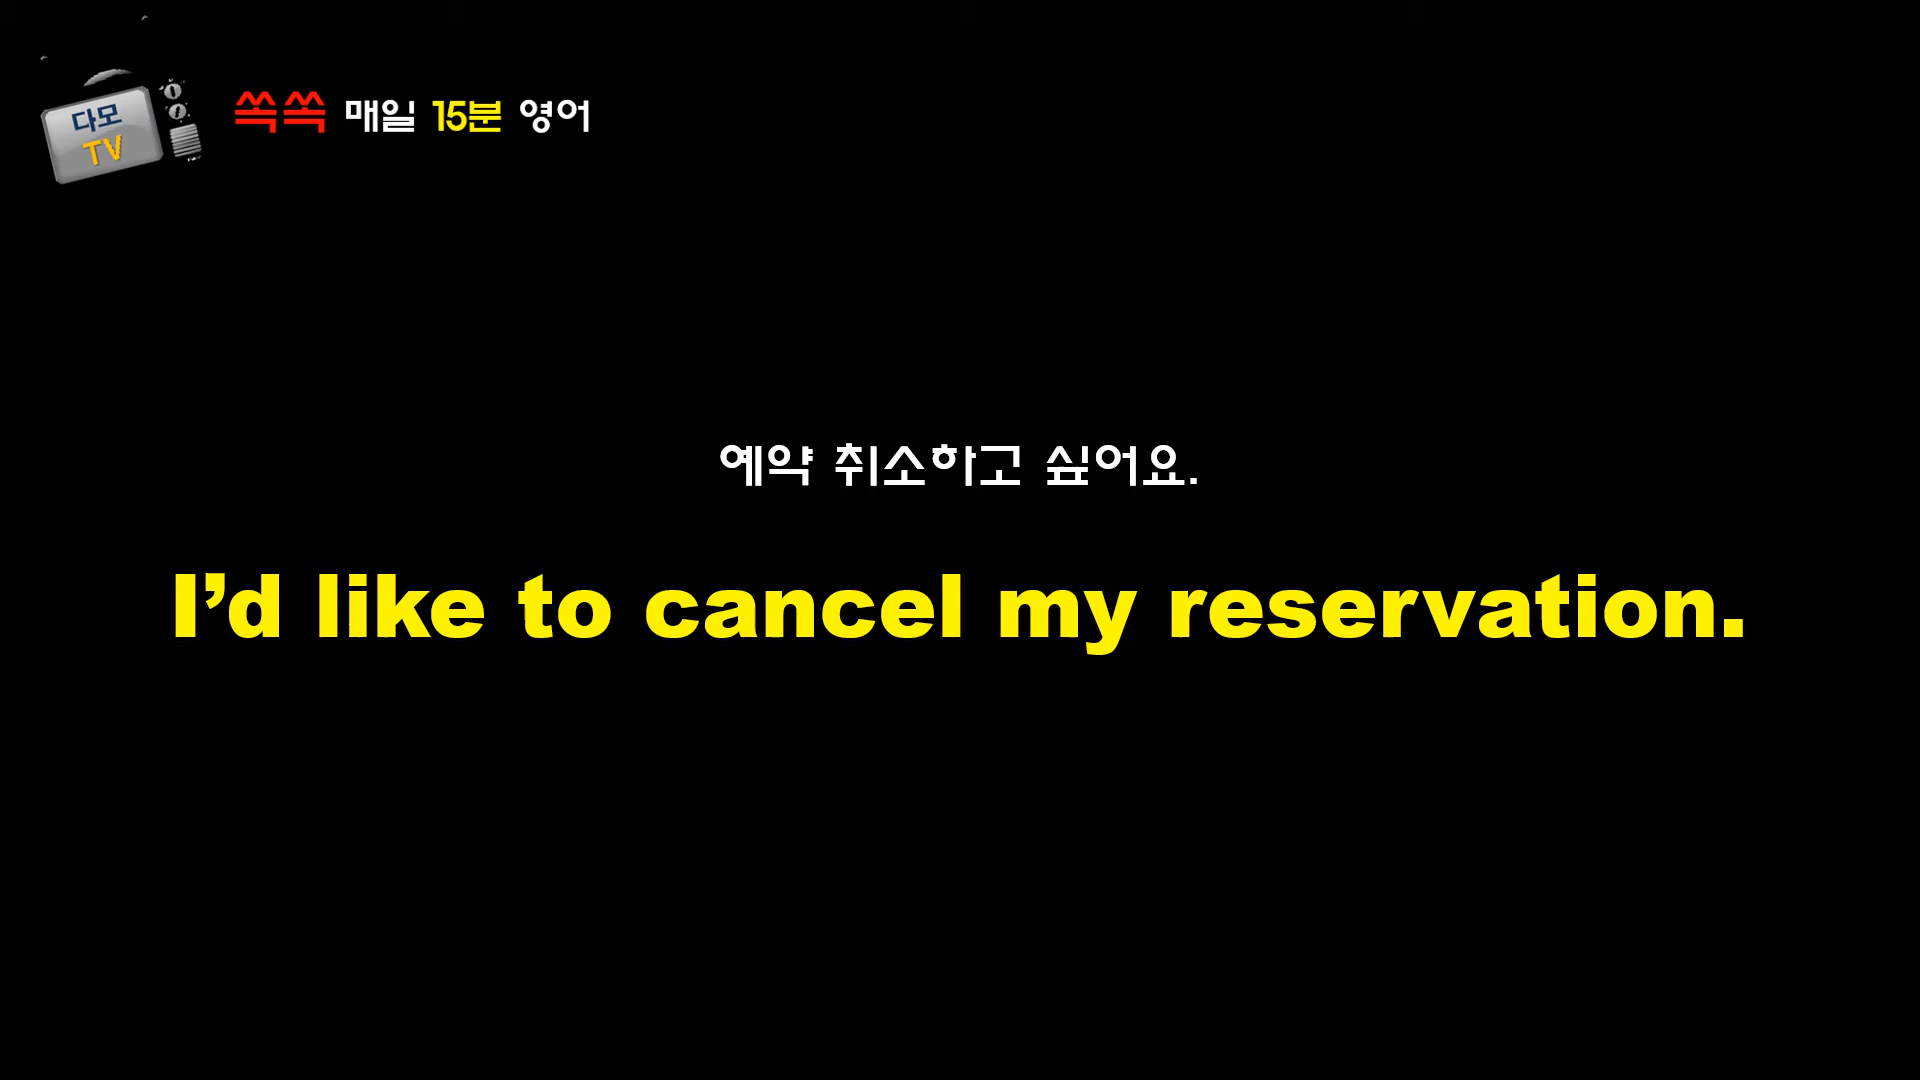 다모
TV
쏙쏙 매일 15분 영어
예약 취소하고 싶어요.
I’d like to cancel my reservation.